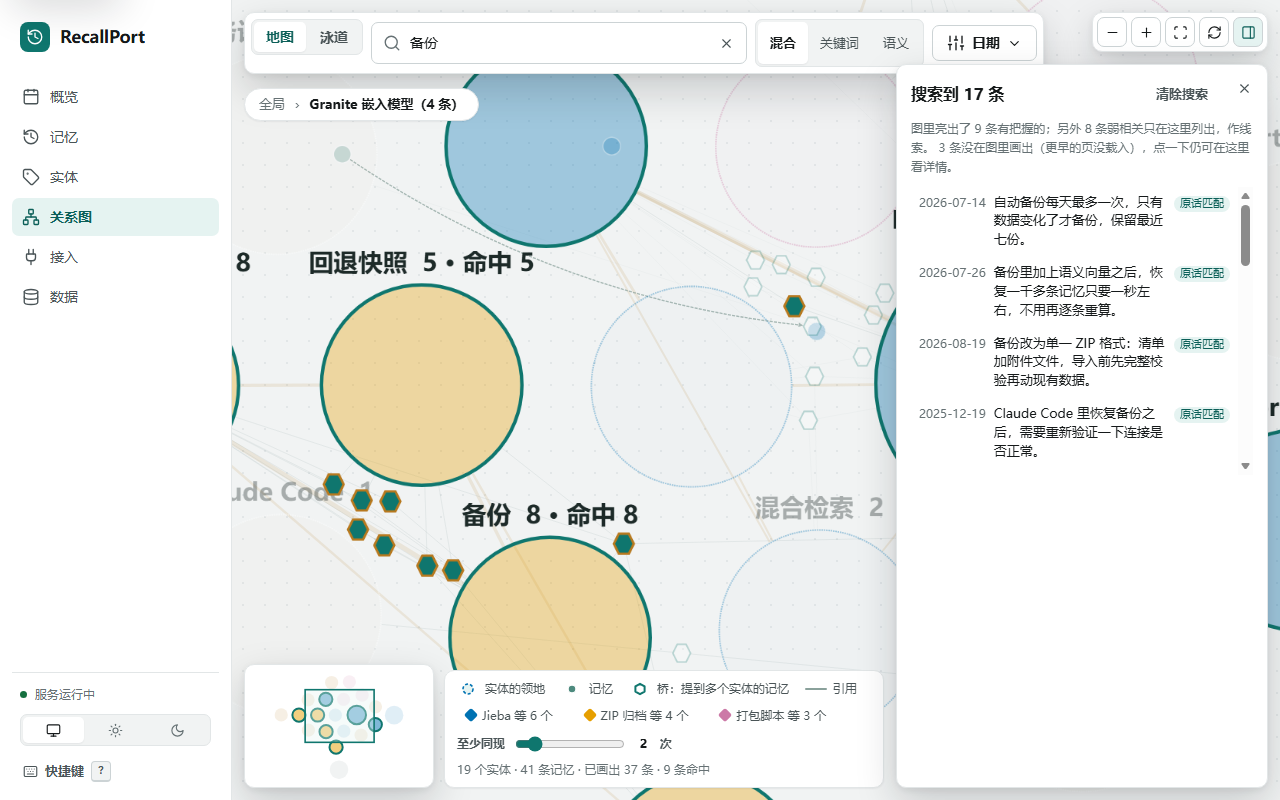 RecallPort
概览
记忆
实体
关系图
接入
数据
服务运行中
快捷键 ?
地图 泳道
备份
混合 关键词 语义
日期
全局 › Granite 嵌入模型（4 条）
8
回退快照 5 • 命中 5
ude Code 1
备份 8 • 命中 8
混合检索 2
实体的领地 记忆 桥：提到多个实体的记忆 引用
Jieba 等 6 个 ZIP 归档 等 4 个 打包脚本 等 3 个
至少同现 2 次
19 个实体 · 41 条记忆 · 已画出 37 条 · 9 条命中
搜索到 17 条 清除搜索
图里亮出了 9 条有把握的；另外 8 条弱相关只在这里列出，作线
索。 3 条没在图里画出（更早的页没载入），点一下仍可在这里
看详情。
2026-07-14 自动备份每天最多一次，只有 原话匹配
数据变化了才备份，保留最近
七份。
2026-07-26 备份里加上语义向量之后，恢 原话匹配
复一千多条记忆只要一秒左
右，不用再逐条重算。
2026-08-19 备份改为单一 ZIP 格式：清单 原话匹配
加附件文件，导入前先完整校
验再动现有数据。
2025-12-19 Claude Code 里恢复备份之 原话匹配
后，需要重新验证一下连接是
否正常。